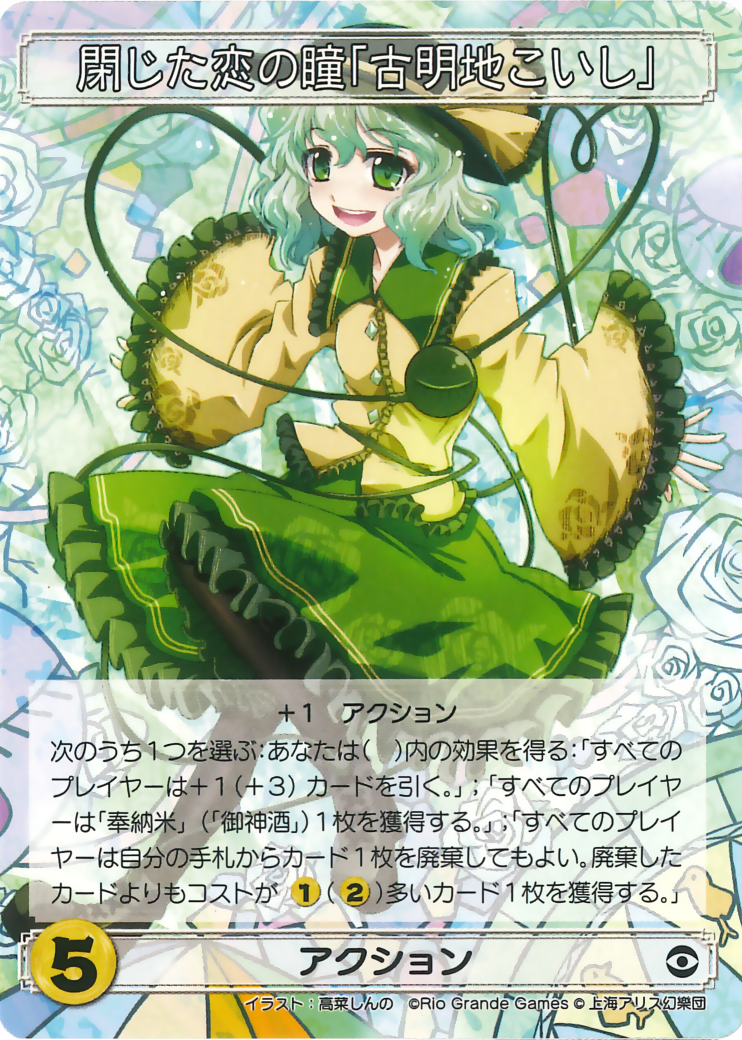 閉じた恋の瞳「古明地こいし」
＋1　アクション
次のうち1つを選ぶ：あなたは(　)内の効果を得る：「すべての
プレイヤーは＋1（＋3）カードを引く。」；「すべてのプレイヤ
ーは「奉納米」（「御神酒」）1枚を獲得する。」；「すべてのプレイ
ヤーは自分の手札からカード1枚を廃棄してもよい。廃棄した
カードよりもコストが 1（ 2 ）多いカード1枚を獲得する。」
5 アクション
イラスト：高菜しんの　©Rio Grande Games © 上海アリス幻樂団